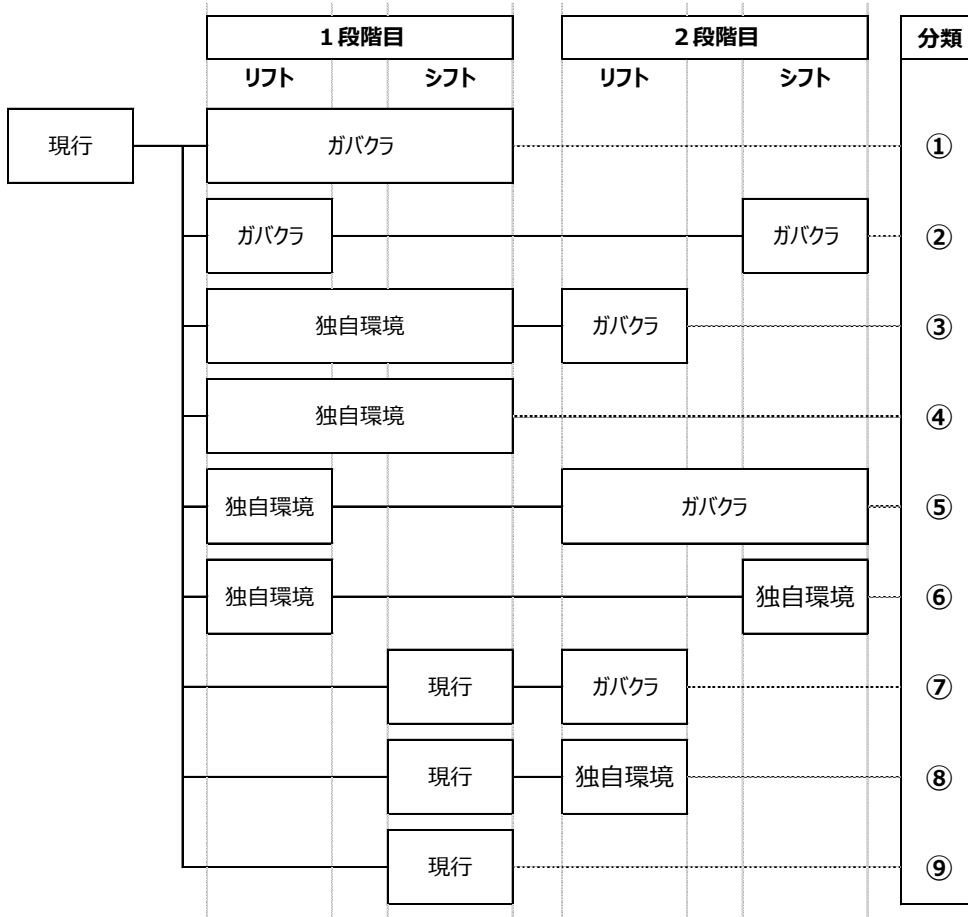 １段階目
２段階目
分類
リフト
シフト
リフト
シフト
現行
ガバクラ
①
ガバクラ
ガバクラ
②
独自環境
ガバクラ
③
独自環境
④
独自環境
ガバクラ
⑤
独自環境
独自環境
⑥
現行
ガバクラ
⑦
現行
独自環境
⑧
現行
⑨